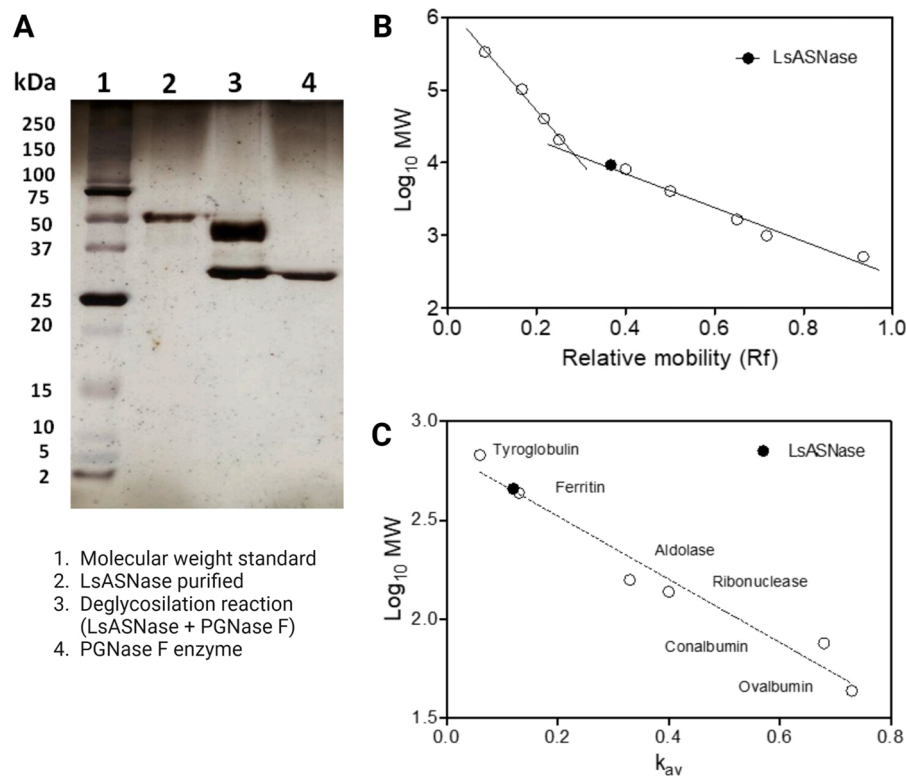 A
kDa 1 2 3 4
250
150
100
75
50
37
25
20
15
10
5
2
1. Molecular weight standard
2. LsASNase purified
3. Deglycosilation reaction
(LsASNase + PGNase F)
4. PGNase F enzyme
B
6
5
4
3
2
Log10 MW
LsASNase
0.0 0.2 0.4 0.6 0.8 1.0
Relative mobility (Rf)
C
3.0
2.5
2.0
1.5
Log10 MW
Tyroglobulin
LsASNase
Ferritin
Aldolase
Ribonuclease
Conalbumin
Ovalbumin
0.0 0.2 0.4 0.6 0.8
kav